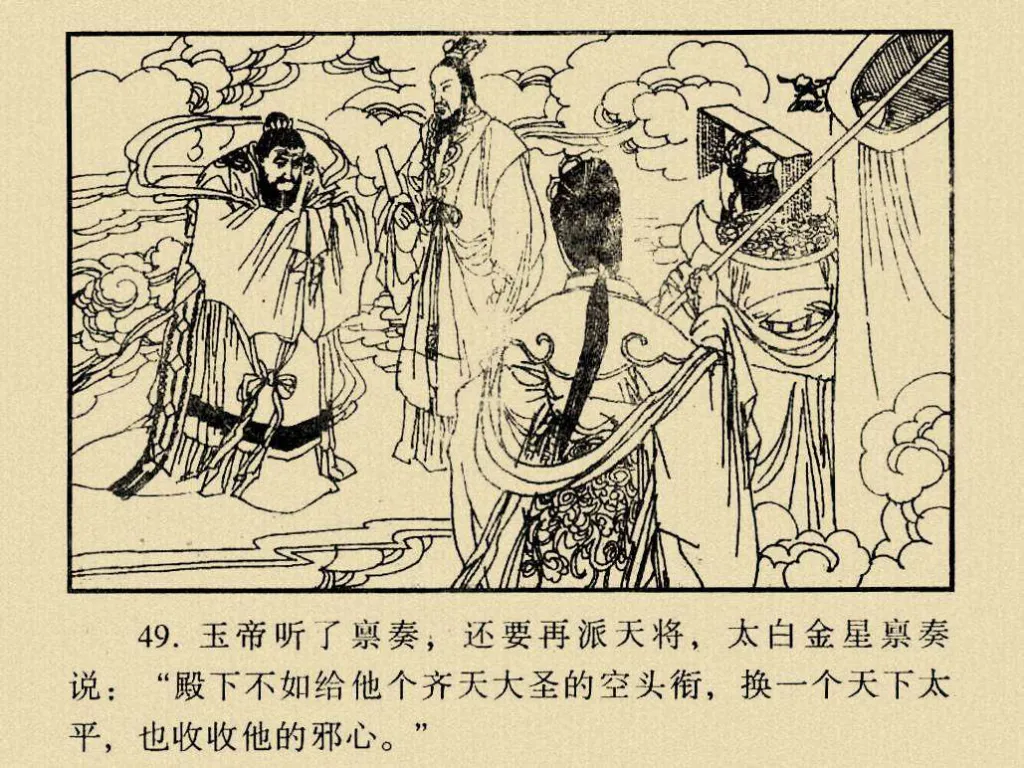 49. 玉帝听了禀奏，还要再派天将，太白金星禀奏
说：“殿下不如给他个齐天大圣的空头衔，换一个天下太
平，也收收他的邪心。”